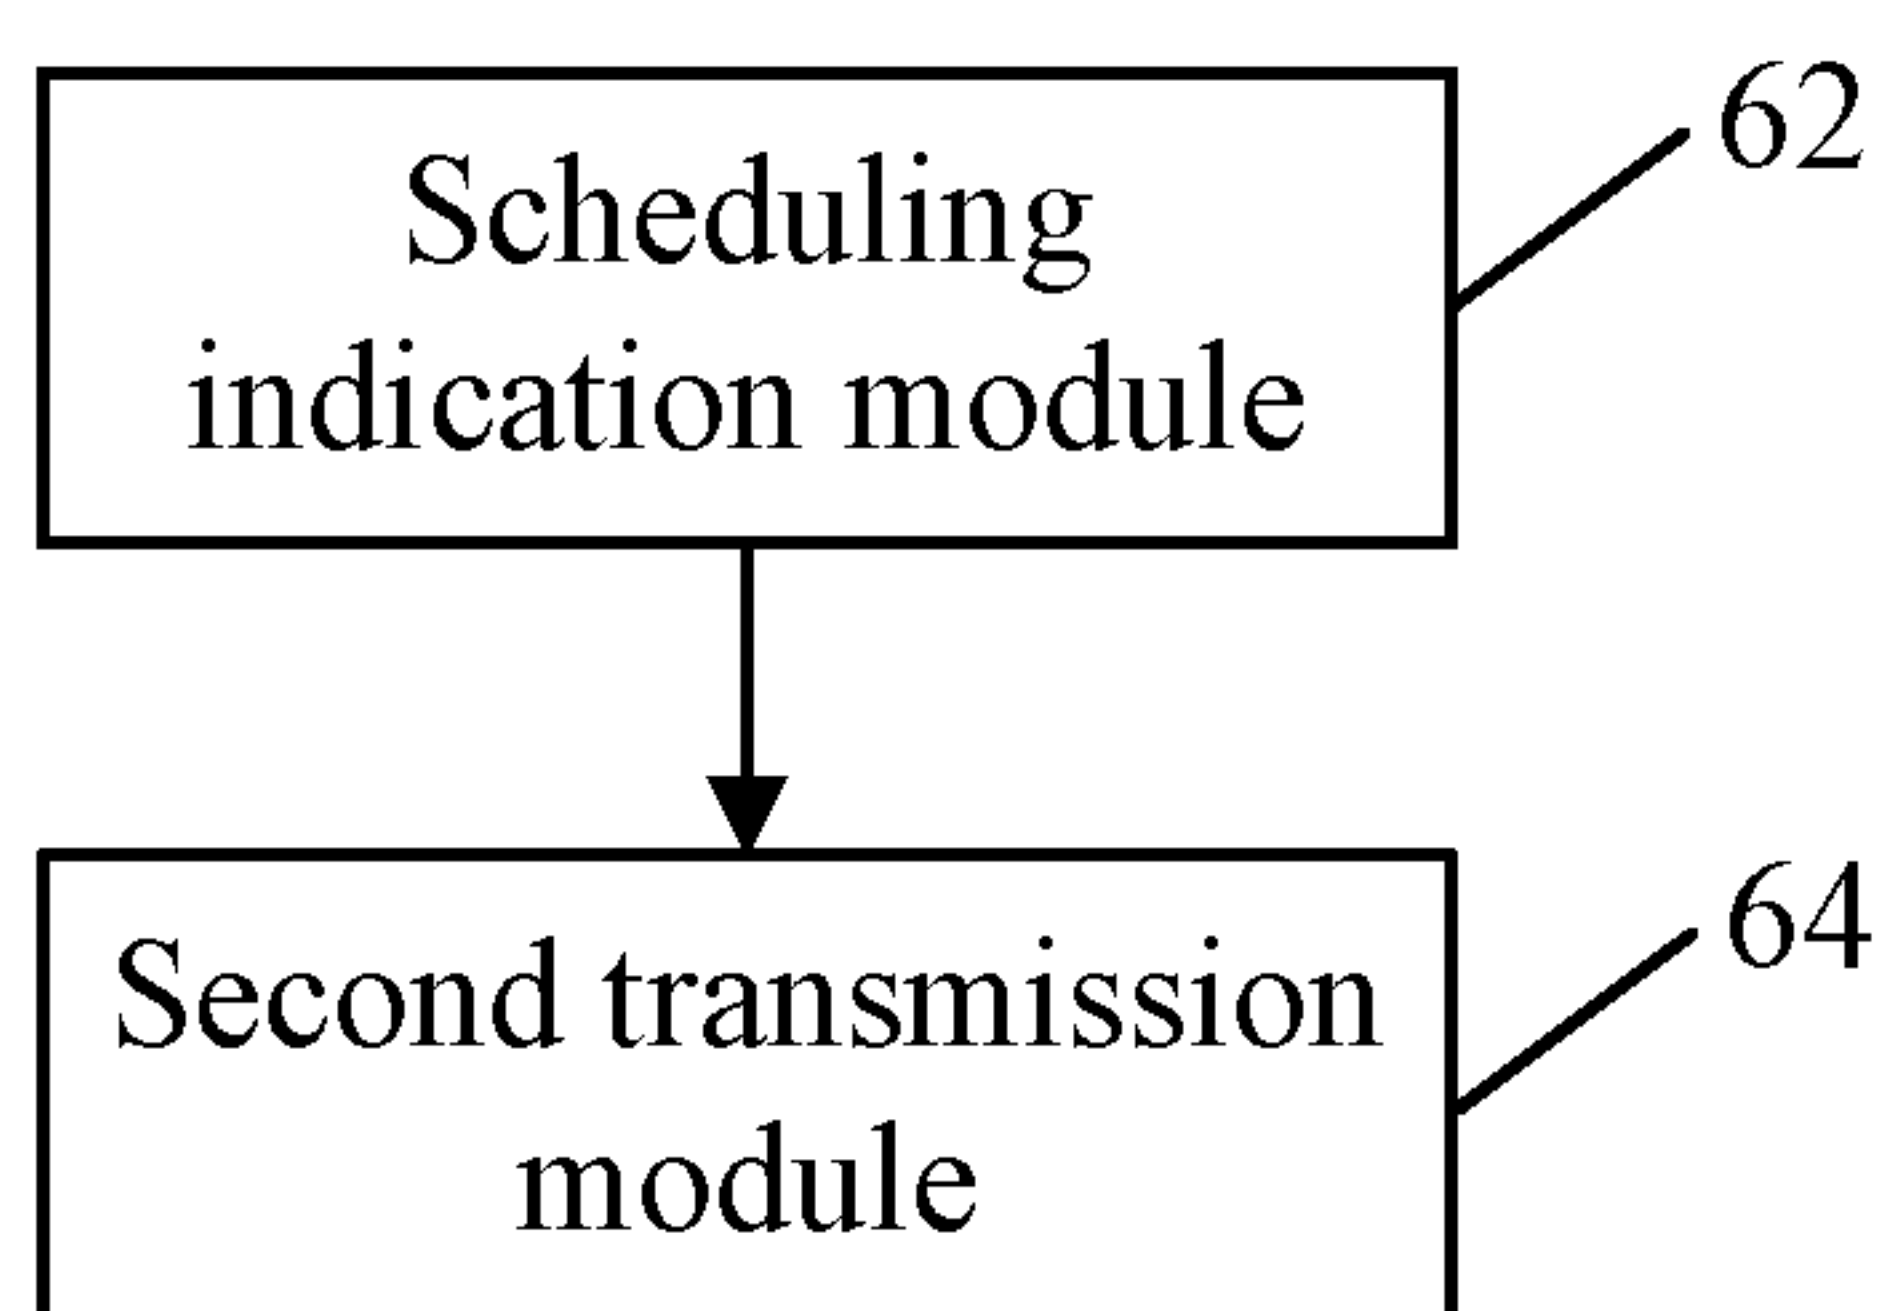 62
Scheduling
indication module
64
Second transmission
module